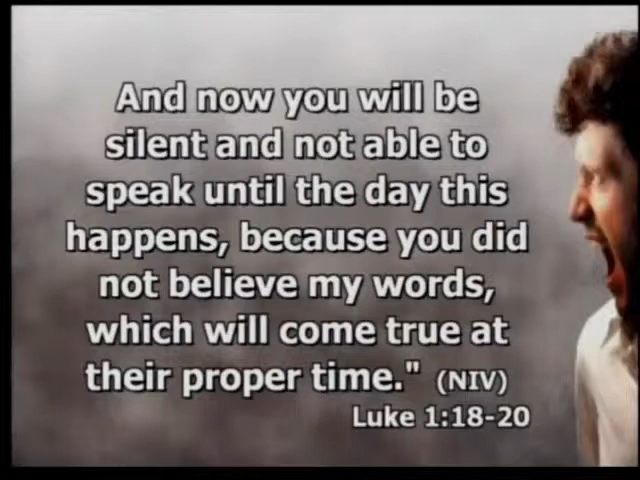 And now you will be
silent and not able to
speak until the day this
happens, because you did
not believe my words,
which will come true at
their proper time." (NIV)
Luke 1:18-20